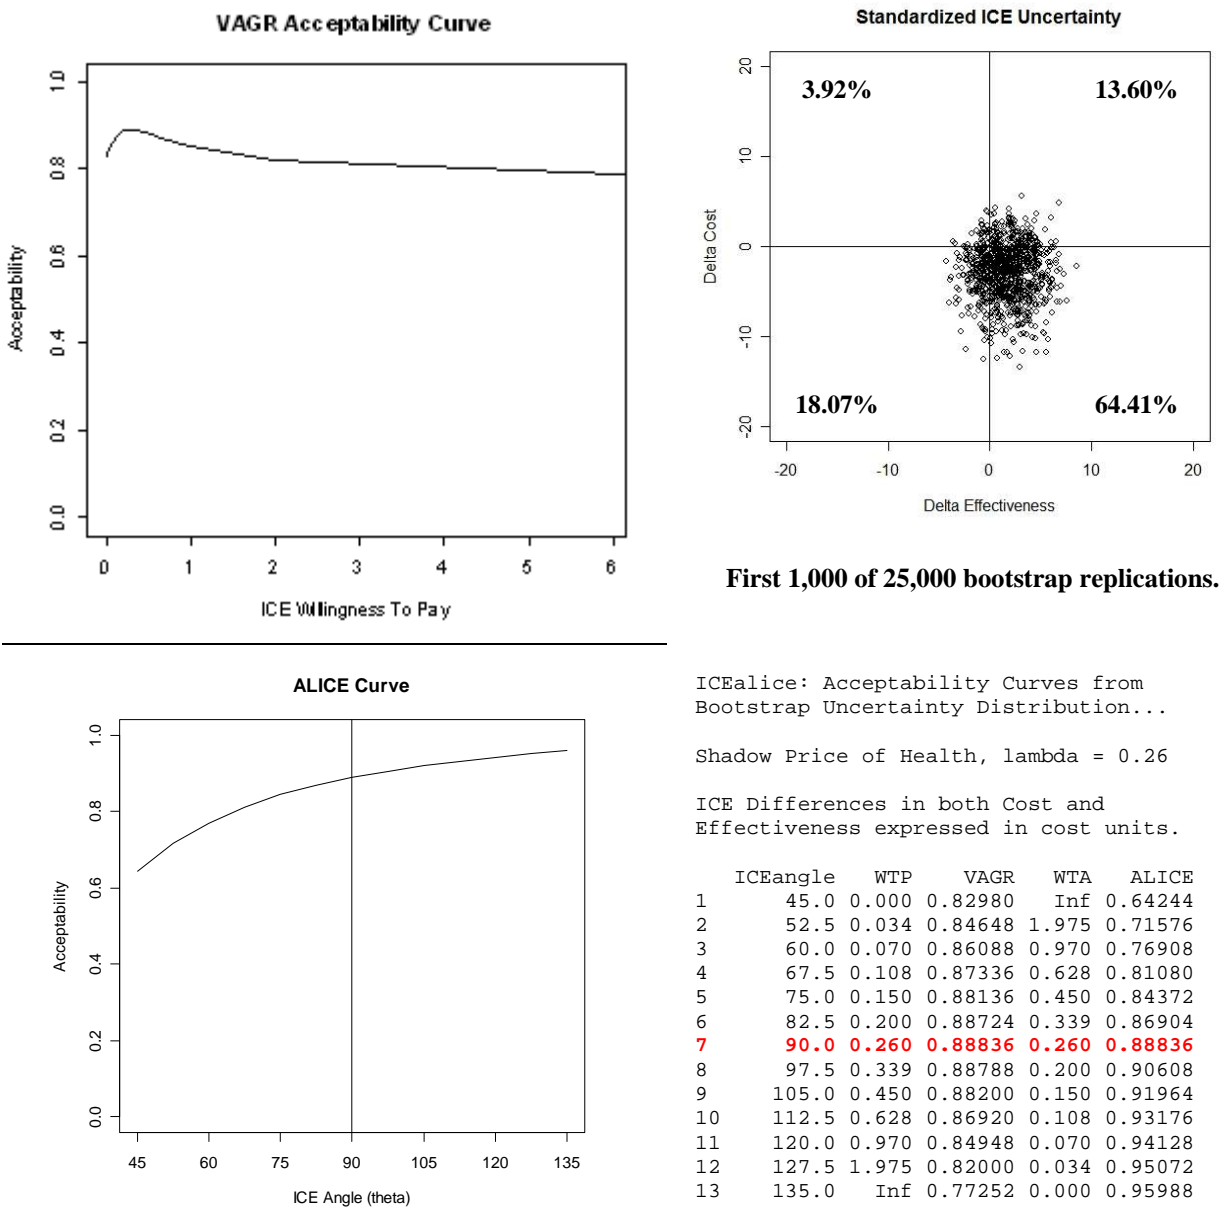 VAGR Acceptability Curve
Acceptability
1.0
0.8
0.6
0.4
0.2
0.0
0 1 2 3 4 5 6
ICE Willingness To Pay
Standardized ICE Uncertainty
Delta Cost
20
10
0
-10
-20
3.92% 13.60%
18.07% 64.41%
-20 -10 0 10 20
Delta Effectiveness
First 1,000 of 25,000 bootstrap replications.
ALICE Curve
Acceptability
1.0
0.8
0.6
0.4
0.2
0.0
45 60 75 90 105 120 135
ICE Angle (theta)
ICEalice: Acceptability Curves from
Bootstrap Uncertainty Distribution...
Shadow Price of Health, lambda = 0.26
ICE Differences in both Cost and
Effectiveness expressed in cost units.
ICEangle WTP VAGR WTA ALICE
1 45.0 0.000 0.82980 Inf 0.64244
2 52.5 0.034 0.84648 1.975 0.71576
3 60.0 0.070 0.86088 0.970 0.76908
4 67.5 0.108 0.87336 0.628 0.81080
5 75.0 0.150 0.88136 0.450 0.84372
6 82.5 0.200 0.88724 0.339 0.86904
7 90.0 0.260 0.88836 0.260 0.88836
8 97.5 0.339 0.88788 0.200 0.90608
9 105.0 0.450 0.88200 0.150 0.91964
10 112.5 0.628 0.86920 0.108 0.93176
11 120.0 0.970 0.84948 0.070 0.94128
12 127.5 1.975 0.82000 0.034 0.95072
13 135.0 Inf 0.77252 0.000 0.95988